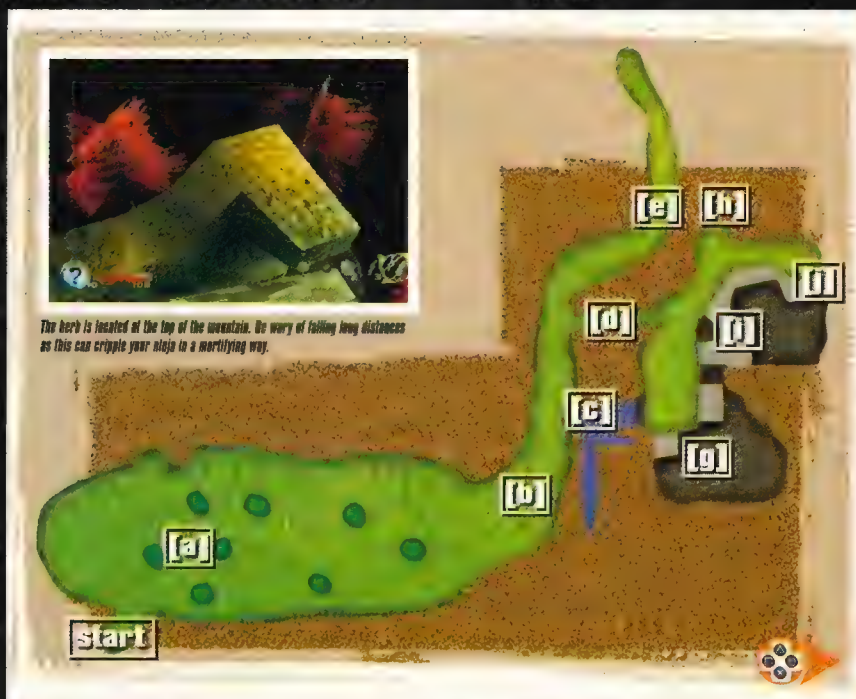 [e] [h]
?
The herb is located at the top of the mountain. Be wary of falling long distances
as this can cripple your ninja in a mortifying way.
[d]
[c]
[g]
[b]
[a]
start